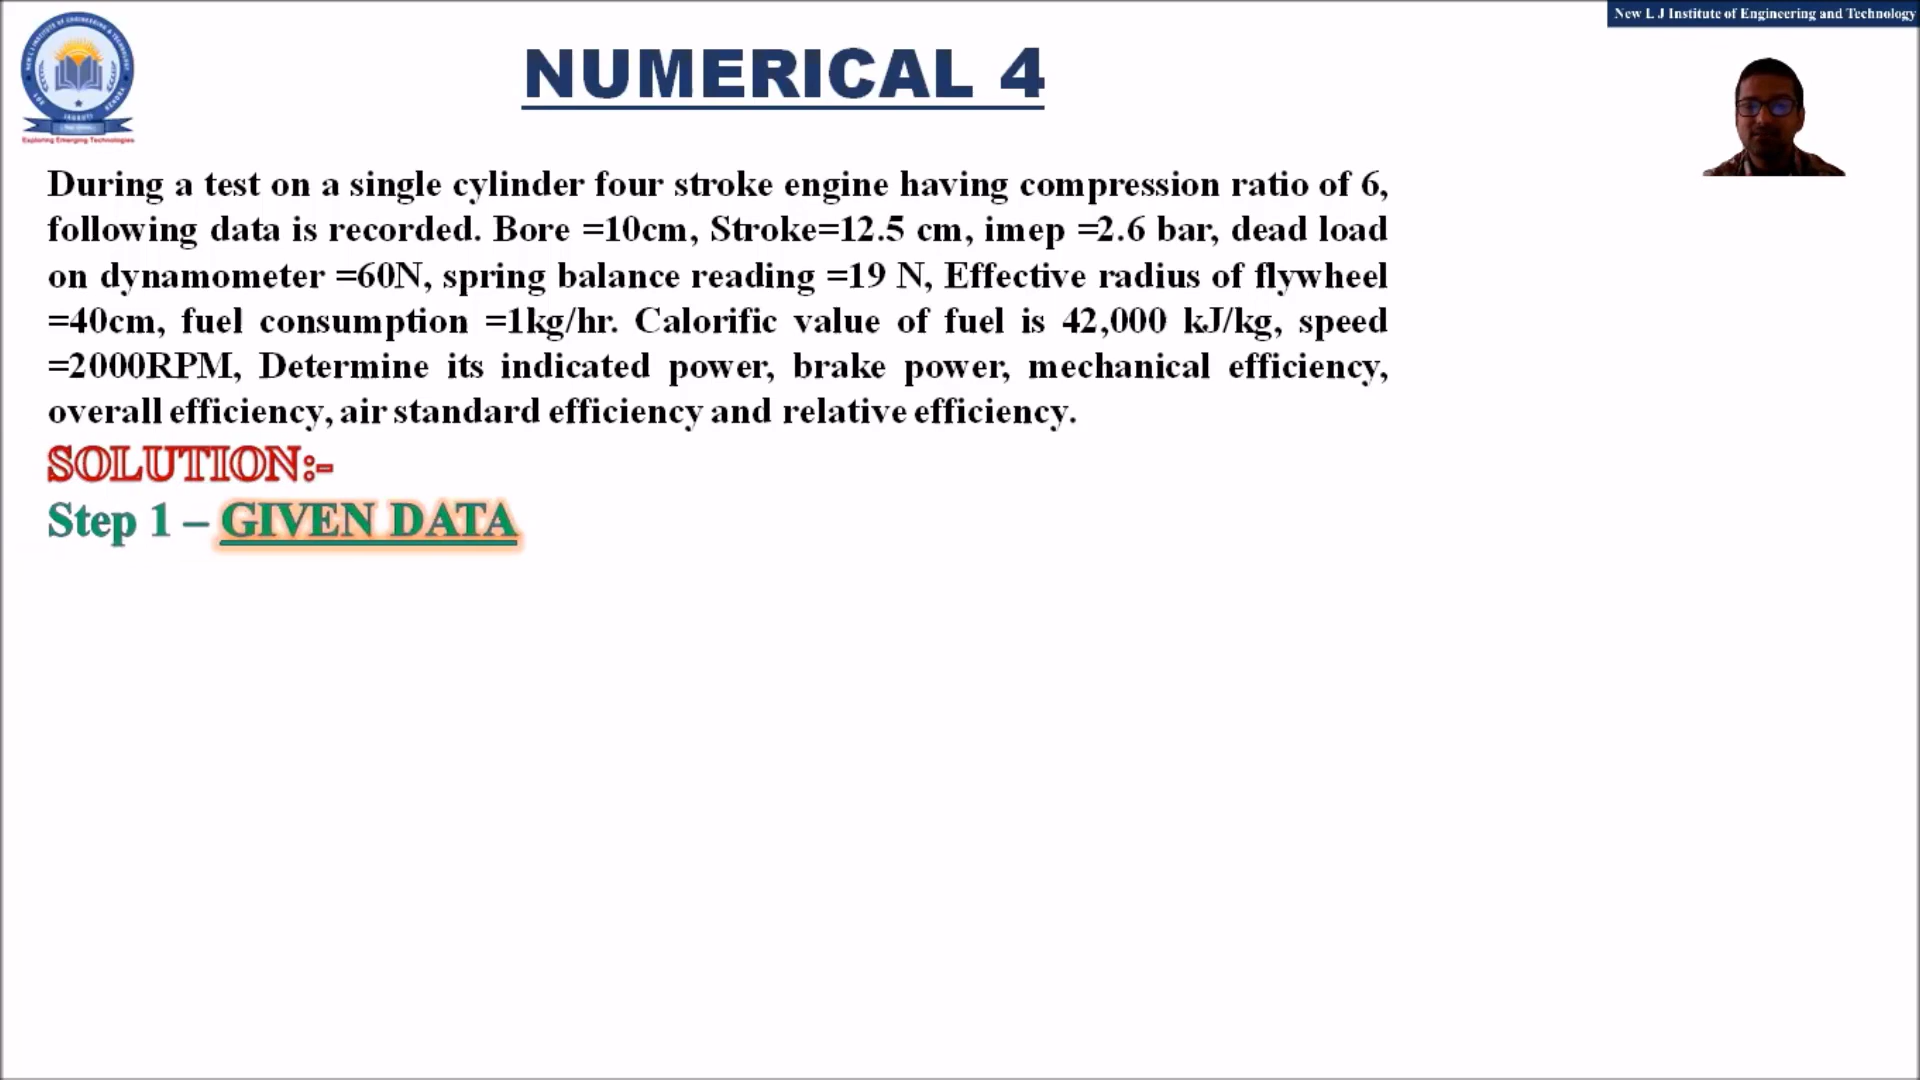 New L J Institute of Engineering and Technology
NUMERICAL 4
Exploring Emerging Technologies
During a test on a single cylinder four stroke engine having compression ratio of 6,
following data is recorded. Bore =10cm, Stroke=12.5 cm, imep =2.6 bar, dead load
on dynamometer =60N, spring balance reading =19 N, Effective radius of flywheel
=40cm, fuel consumption =1kg/hr. Calorific value of fuel is 42,000 kJ/kg, speed
=2000RPM, Determine its indicated power, brake power, mechanical efficiency,
overall efficiency, air standard efficiency and relative efficiency.
SOLUTION:-
Step 1 – GIVEN DATA